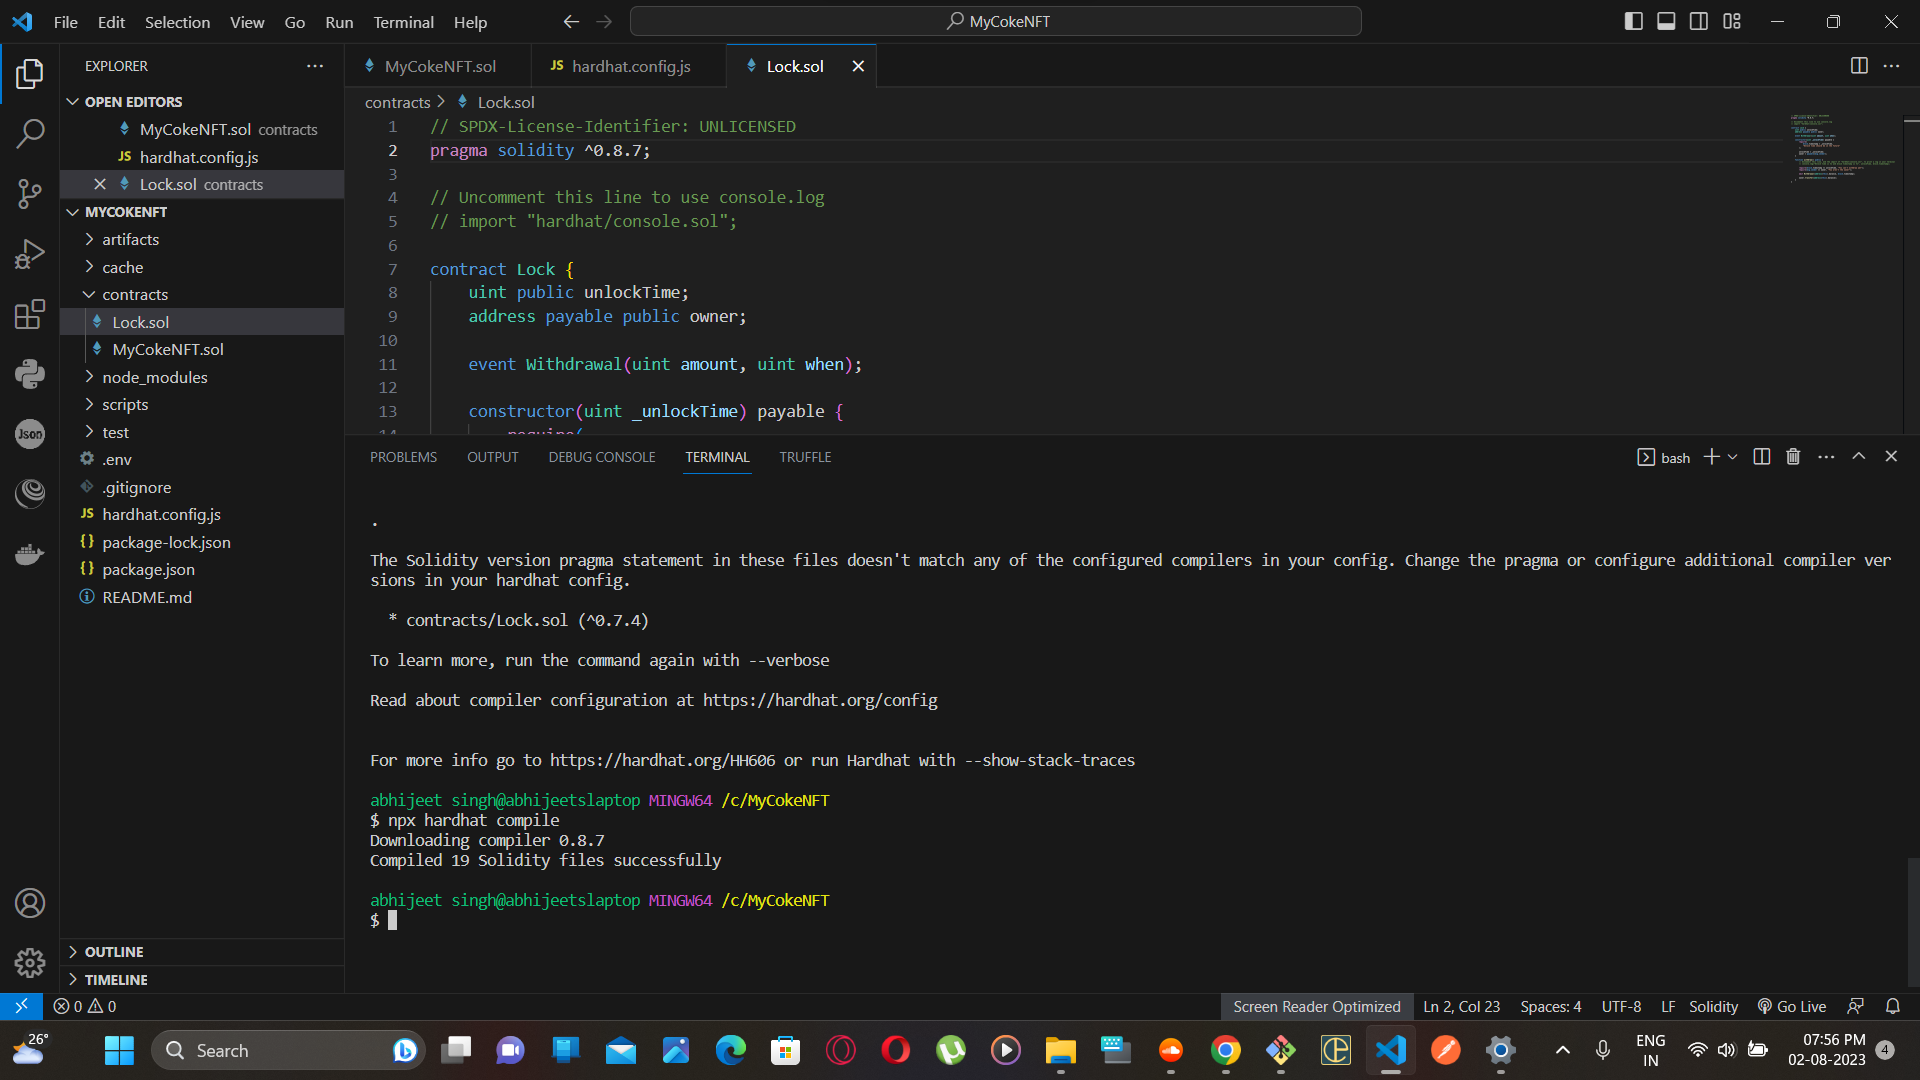 File Edit Selection View Go Run Terminal Help
MyCokeNFT
EXPLORER
OPEN EDITORS
MyCokeNFT.sol contracts
JS hardhat.config.js
Lock.sol contracts
MYCOKENFT
artifacts
cache
contracts
Lock.sol
MyCokeNFT.sol
node_modules
scripts
test
.env
.gitignore
JS hardhat.config.js
{} package-lock.json
{} package.json
README.md
OUTLINE
TIMELINE
Json
MyCokeNFT.sol JS hardhat.config.js Lock.sol
contracts > Lock.sol
1 // SPDX-License-Identifier: UNLICENSED
2 pragma solidity ^0.8.7;
3
4 // Uncomment this line to use console.log
5 // import "hardhat/console.sol";
6
7 contract Lock {
8 uint public unlockTime;
9 address payable public owner;
10
11 event Withdrawal(uint amount, uint when);
12
13 constructor(uint _unlockTime) payable {
14 require(
PROBLEMS OUTPUT DEBUG CONSOLE TERMINAL TRUFFLE
bash
.
The Solidity version pragma statement in these files doesn't match any of the configured compilers in your config. Change the pragma or configure additional compiler ver
sions in your hardhat config.
* contracts/Lock.sol (^0.7.4)
To learn more, run the command again with --verbose
Read about compiler configuration at https://hardhat.org/config
For more info go to https://hardhat.org/HH606 or run Hardhat with --show-stack-traces
abhijeet singh@abhijeetslaptop MINGW64 /c/MyCokeNFT
$ npx hardhat compile
Downloading compiler 0.8.7
Compiled 19 Solidity files successfully
abhijeet singh@abhijeetslaptop MINGW64 /c/MyCokeNFT
$
0 0
Screen Reader Optimized Ln 2, Col 23 Spaces: 4 UTF-8 LF Solidity Go Live
26°
Search
ENG
IN
07:56 PM
02-08-2023
4